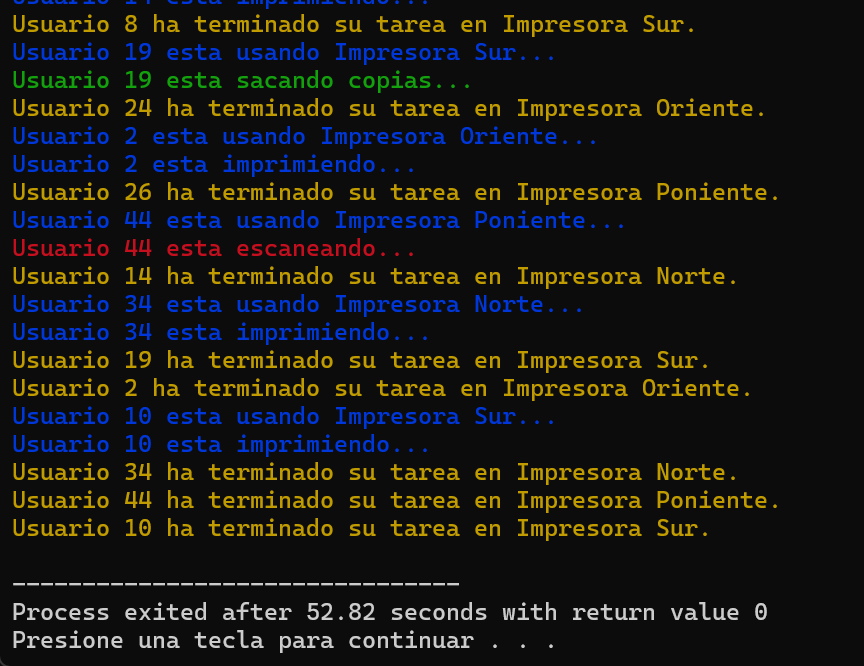 Usuario 14 esta imprimiendo...
Usuario 8 ha terminado su tarea en Impresora Sur.
Usuario 19 esta usando Impresora Sur...
Usuario 19 esta sacando copias...
Usuario 24 ha terminado su tarea en Impresora Oriente.
Usuario 2 esta usando Impresora Oriente...
Usuario 2 esta imprimiendo...
Usuario 26 ha terminado su tarea en Impresora Poniente.
Usuario 44 esta usando Impresora Poniente...
Usuario 44 esta escaneando...
Usuario 14 ha terminado su tarea en Impresora Norte.
Usuario 34 esta usando Impresora Norte...
Usuario 34 esta imprimiendo...
Usuario 19 ha terminado su tarea en Impresora Sur.
Usuario 2 ha terminado su tarea en Impresora Oriente.
Usuario 10 esta usando Impresora Sur...
Usuario 10 esta imprimiendo...
Usuario 34 ha terminado su tarea en Impresora Norte.
Usuario 44 ha terminado su tarea en Impresora Poniente.
Usuario 10 ha terminado su tarea en Impresora Sur.
--------------------------------
Process exited after 52.82 seconds with return value 0
Presione una tecla para continuar . . .